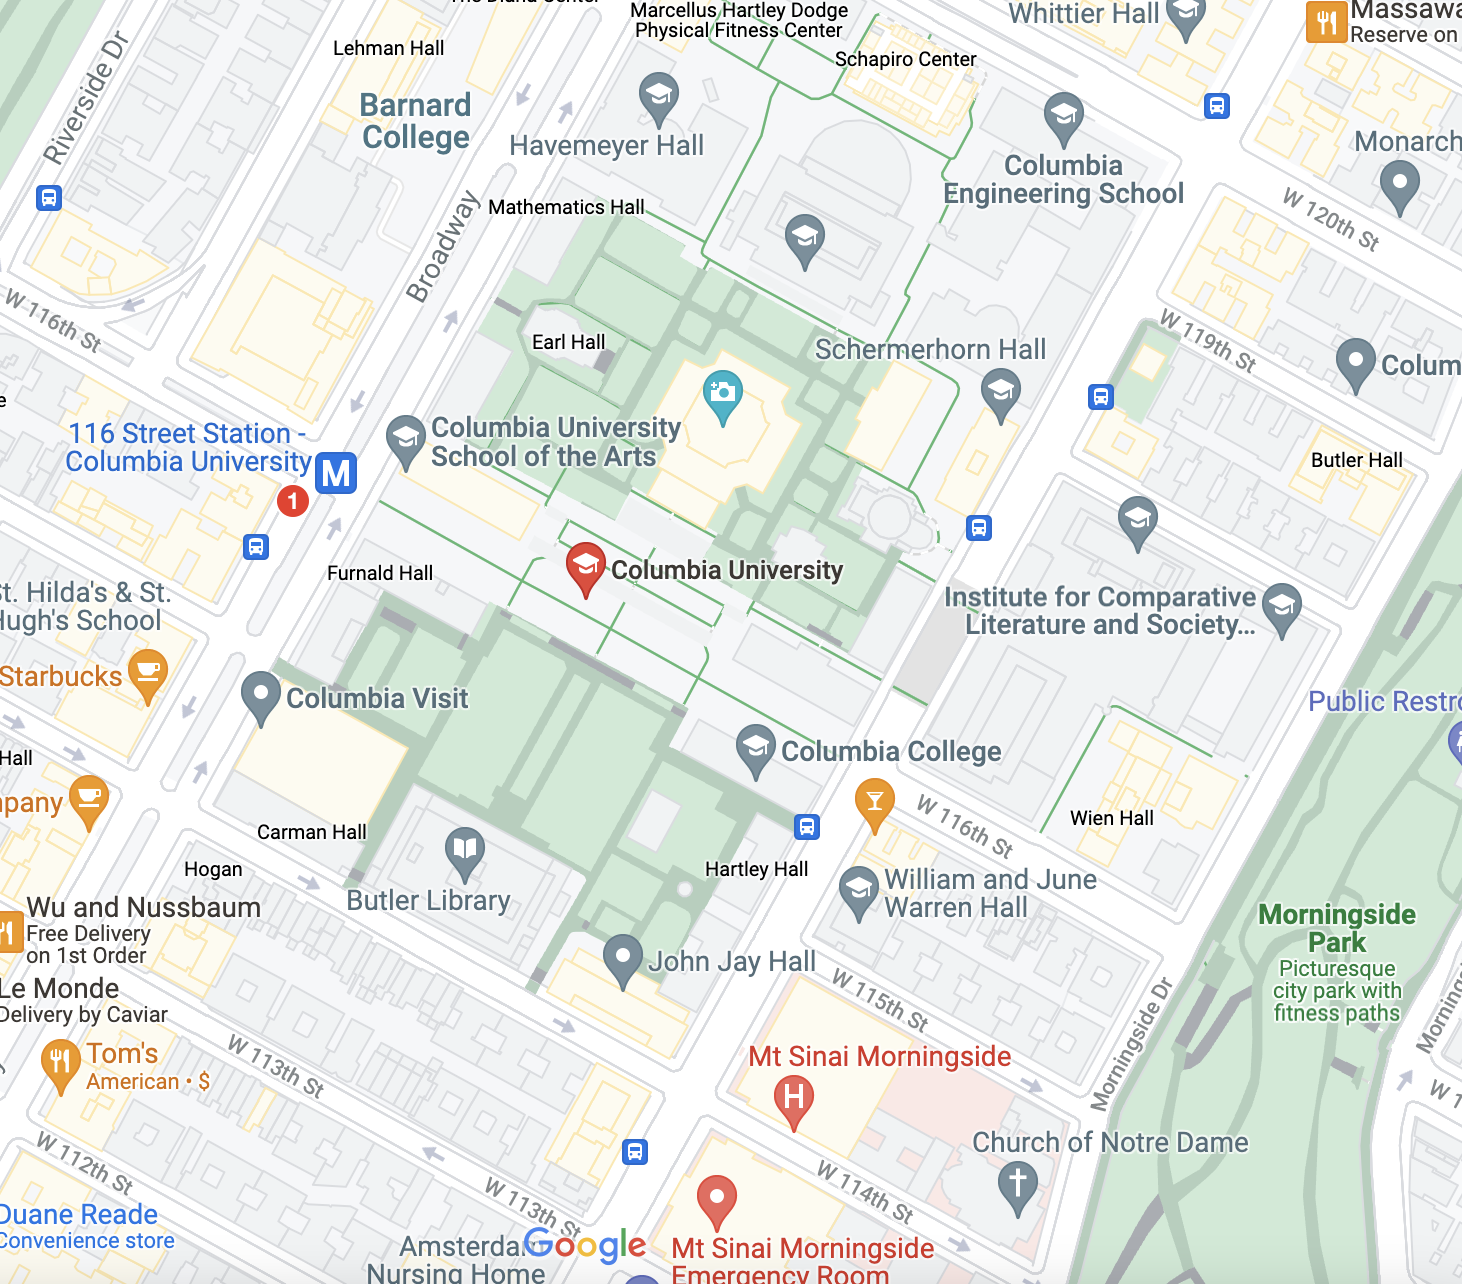 Marcellus Hartley Dodge
Physical Fitness Center
Whittier Hall
Massawa
Reserve on
Lehman Hall
Schapiro Center
Riverside Dr
Barnard
College
Havemeyer Hall
Monarch
Columbia
Engineering School
Mathematics Hall
W 120th St
Broadway
W 116th St
Earl Hall
Schermerhorn Hall
W 119th St
Colum
116 Street Station -
Columbia University
M
1
Columbia University
School of the Arts
Butler Hall
Furnald Hall
Columbia University
St. Hilda's & St.
Hugh's School
Institute for Comparative
Literature and Society...
Starbucks
Columbia Visit
Public Restro
Hall
Columbia College
mpany
W 116th St
Wien Hall
Carman Hall
Hogan
Hartley Hall
Butler Library
William and June
Warren Hall
Wu and Nussbaum
Free Delivery
on 1st Order
Morningside
Park
Picturesque
city park with
fitness paths
John Jay Hall
Le Monde
Delivery by Caviar
W 115th St
Morningside Dr
Morningsi
Tom's
American • $
W 113th St
Mt Sinai Morningside
H
W 1
Church of Notre Dame
W 112th St
W 113th St
W 114th St
Duane Reade
Convenience store
Amsterda
Nursing Home
Google
Mt Sinai Morningside
Emergency Room